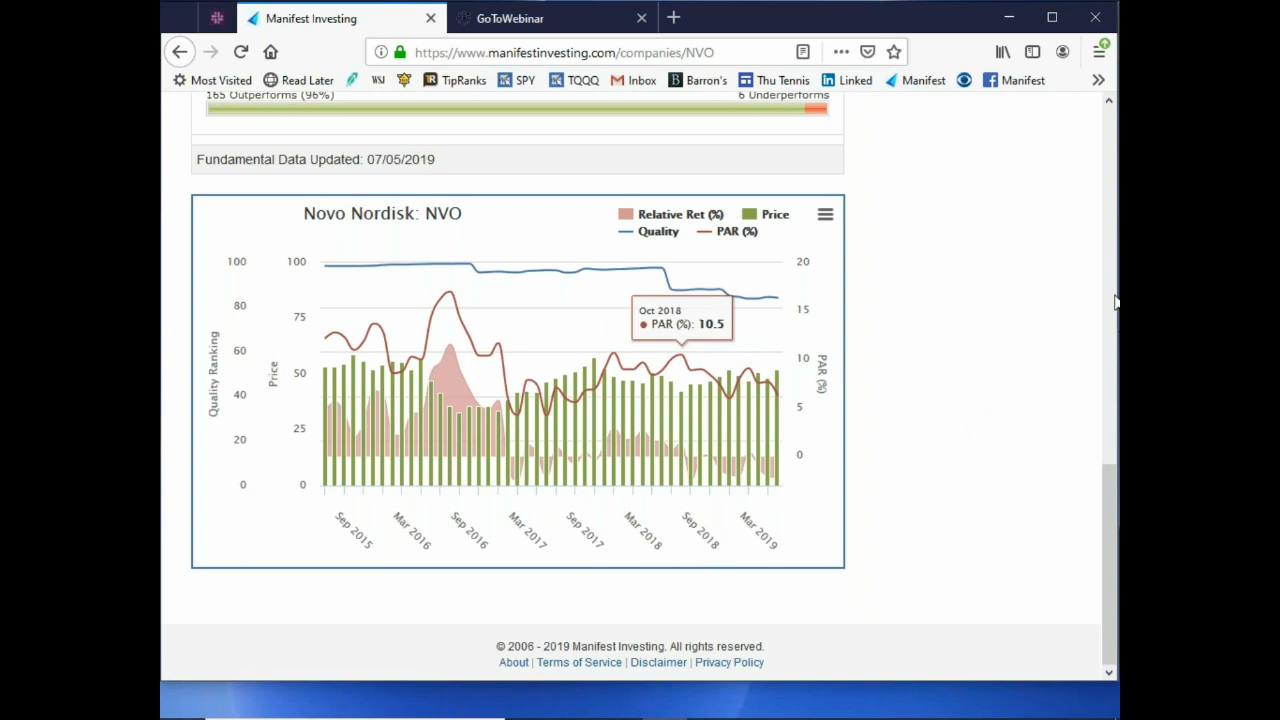 Manifest Investing
GoToWebinar
https://www.manifestinvesting.com/companies/NVO
Most Visited Read Later WSJ TipRanks SPY TQQQ Inbox Barron's Thu Tennis Linked Manifest Manifest
165 Outperforms (96%) 6 Underperforms
Fundamental Data Updated: 07/05/2019
Novo Nordisk: NVO
Relative Ret (%) Price
Quality PAR (%)
100 100 20
80 75 15
60 50 10
40 25 5
20 0
0 0
Quality Ranking
Price
PAR (%)
Oct 2018
PAR (%): 10.5
Sep 2015 Mar 2016 Sep 2016 Mar 2017 Sep 2017 Mar 2018 Sep 2018 Mar 2019
© 2006 - 2019 Manifest Investing. All rights reserved.
About | Terms of Service | Disclaimer | Privacy Policy